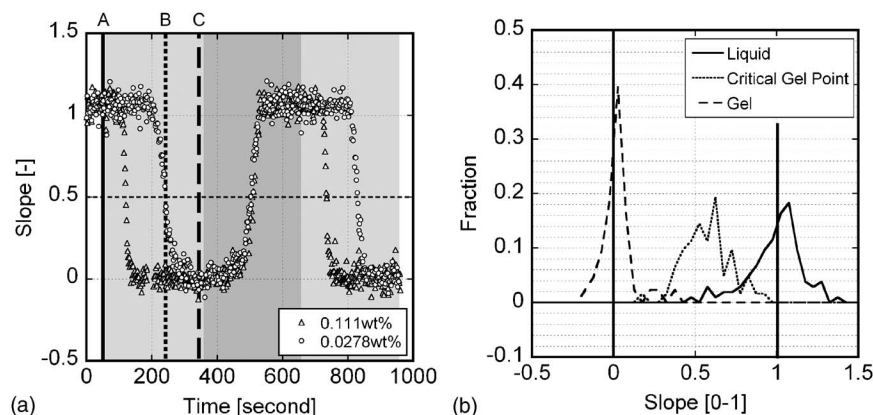 A B C
1.5
1
0.5
0
-0.5
Slope [-]
0 200 400 600 800 1000
Time [second]
0.111wt%
0.0278wt%
(a)
0.5
0.4
0.3
0.2
0.1
0
-0.1
Fraction
Liquid
Critical Gel Point
Gel
-0.5 0 0.5 1 1.5
Slope [0-1]
(b)